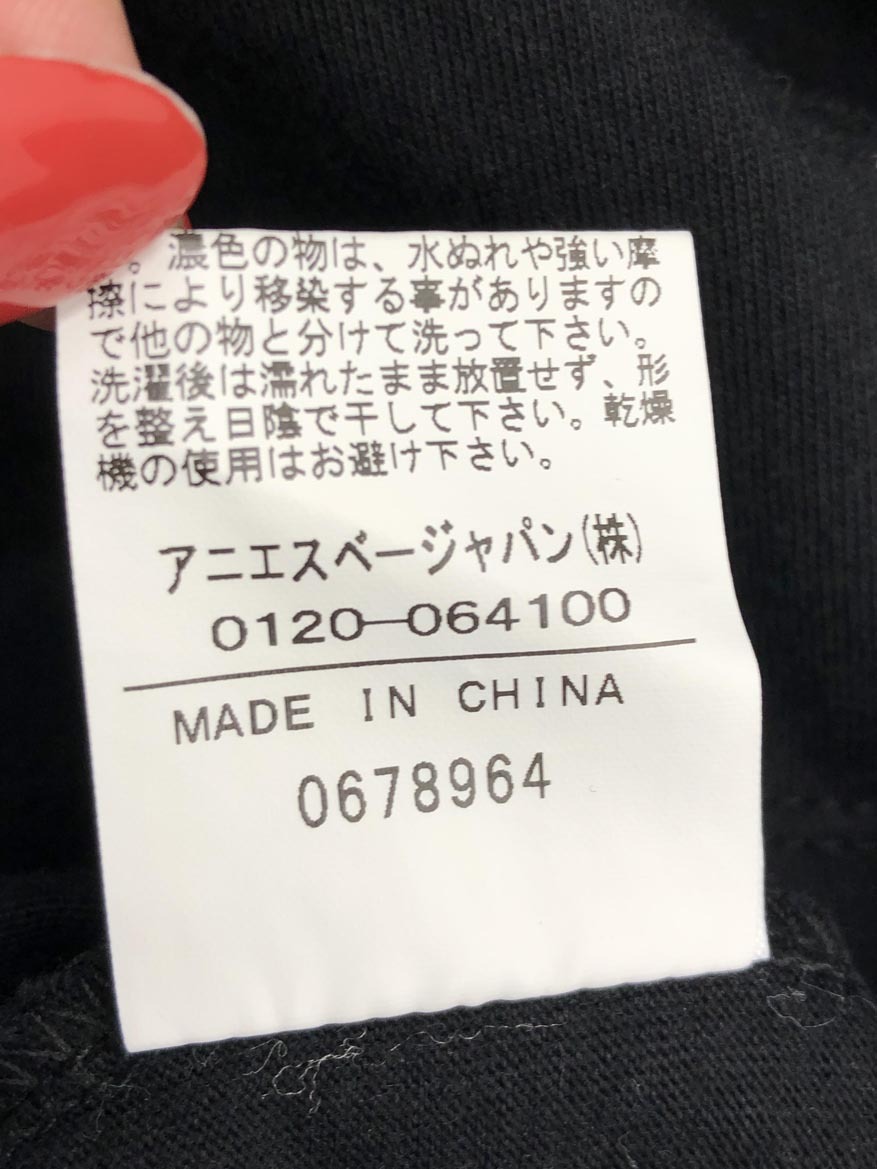 。濃色の物は、水ぬれや強い摩
擦により移染する事がありますの
で他の物と分けて洗って下さい。
洗濯後は濡れたまま放置せず、形
を整え日陰で干して下さい。乾燥
機の使用はお避け下さい。
アニエスベージャパン(株)
0120-064100
MADE IN CHINA
0678964